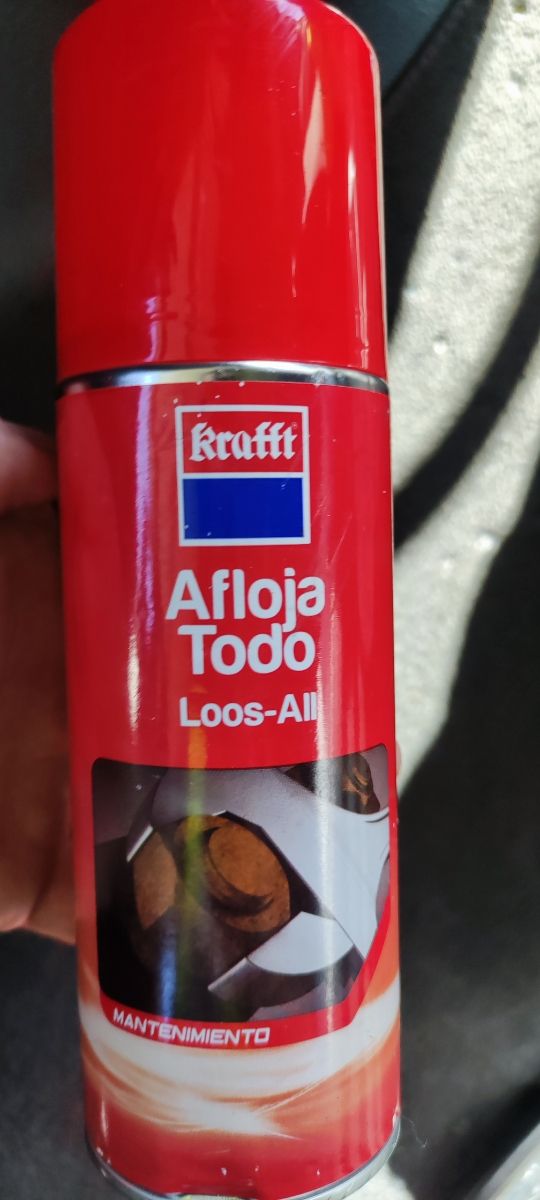 krafft
Afloja
Todo
Loos-All
MANTENIMIENTO